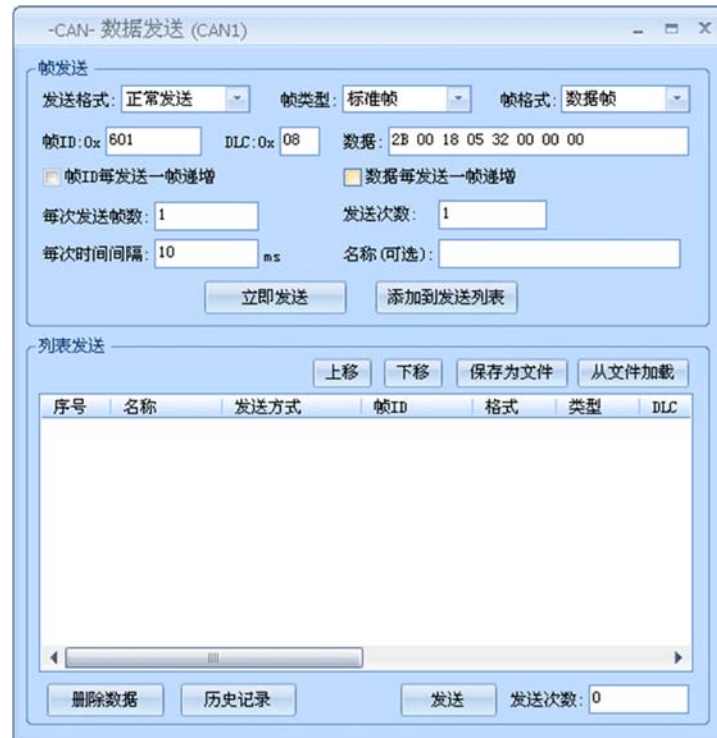 -CAN- 数据发送 (CAN1)
帧发送
发送格式: 正常发送 帧类型: 标准帧 帧格式: 数据帧
帧ID:0x 601 DLC:0x 08 数据: 2B 00 18 05 32 00 00 00
帧ID每发送一帧递增 数据每发送一帧递增
每次发送帧数: 1 发送次数: 1
每次时间间隔: 10 ms 名称(可选):
立即发送 添加到发送列表
列表发送
上移 下移 保存为文件 从文件加载
序号 名称 发送方式 帧ID 格式 类型 DLC
删除数据 历史记录 发送 发送次数: 0